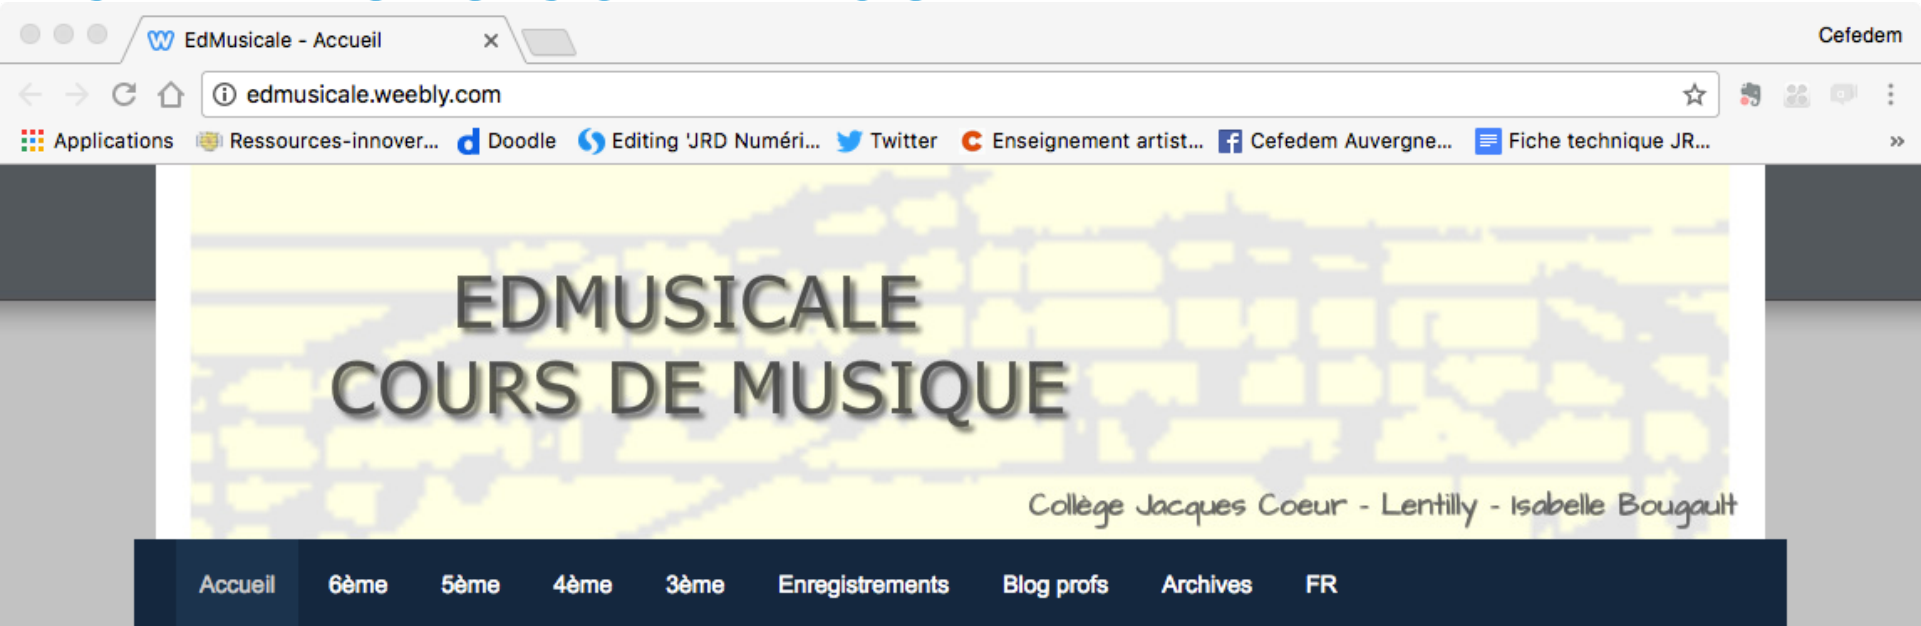 EdMusicale - Accueil
Cefedem
edmusicale.weebly.com
Applications Ressources-innover... Doodle Editing 'JRD Numéri... Twitter Enseignement artist... Cefedem Auvergne... Fiche technique JR... »
EDMUSICALE
COURS DE MUSIQUE
Collège Jacques Coeur - Lentilly - Isabelle Bougault
Accueil 6ème 5ème 4ème 3ème Enregistrements Blog profs Archives FR